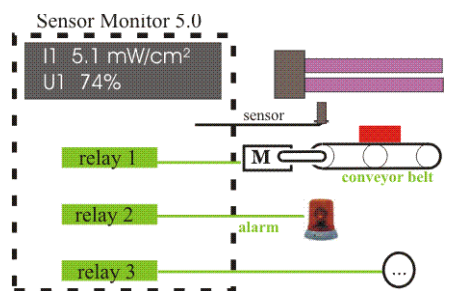 Sensor Monitor 5.0
I1 5.1 mW/cm²
U1 74%
sensor
relay 1
M
conveyor belt
relay 2
alarm
relay 3
...